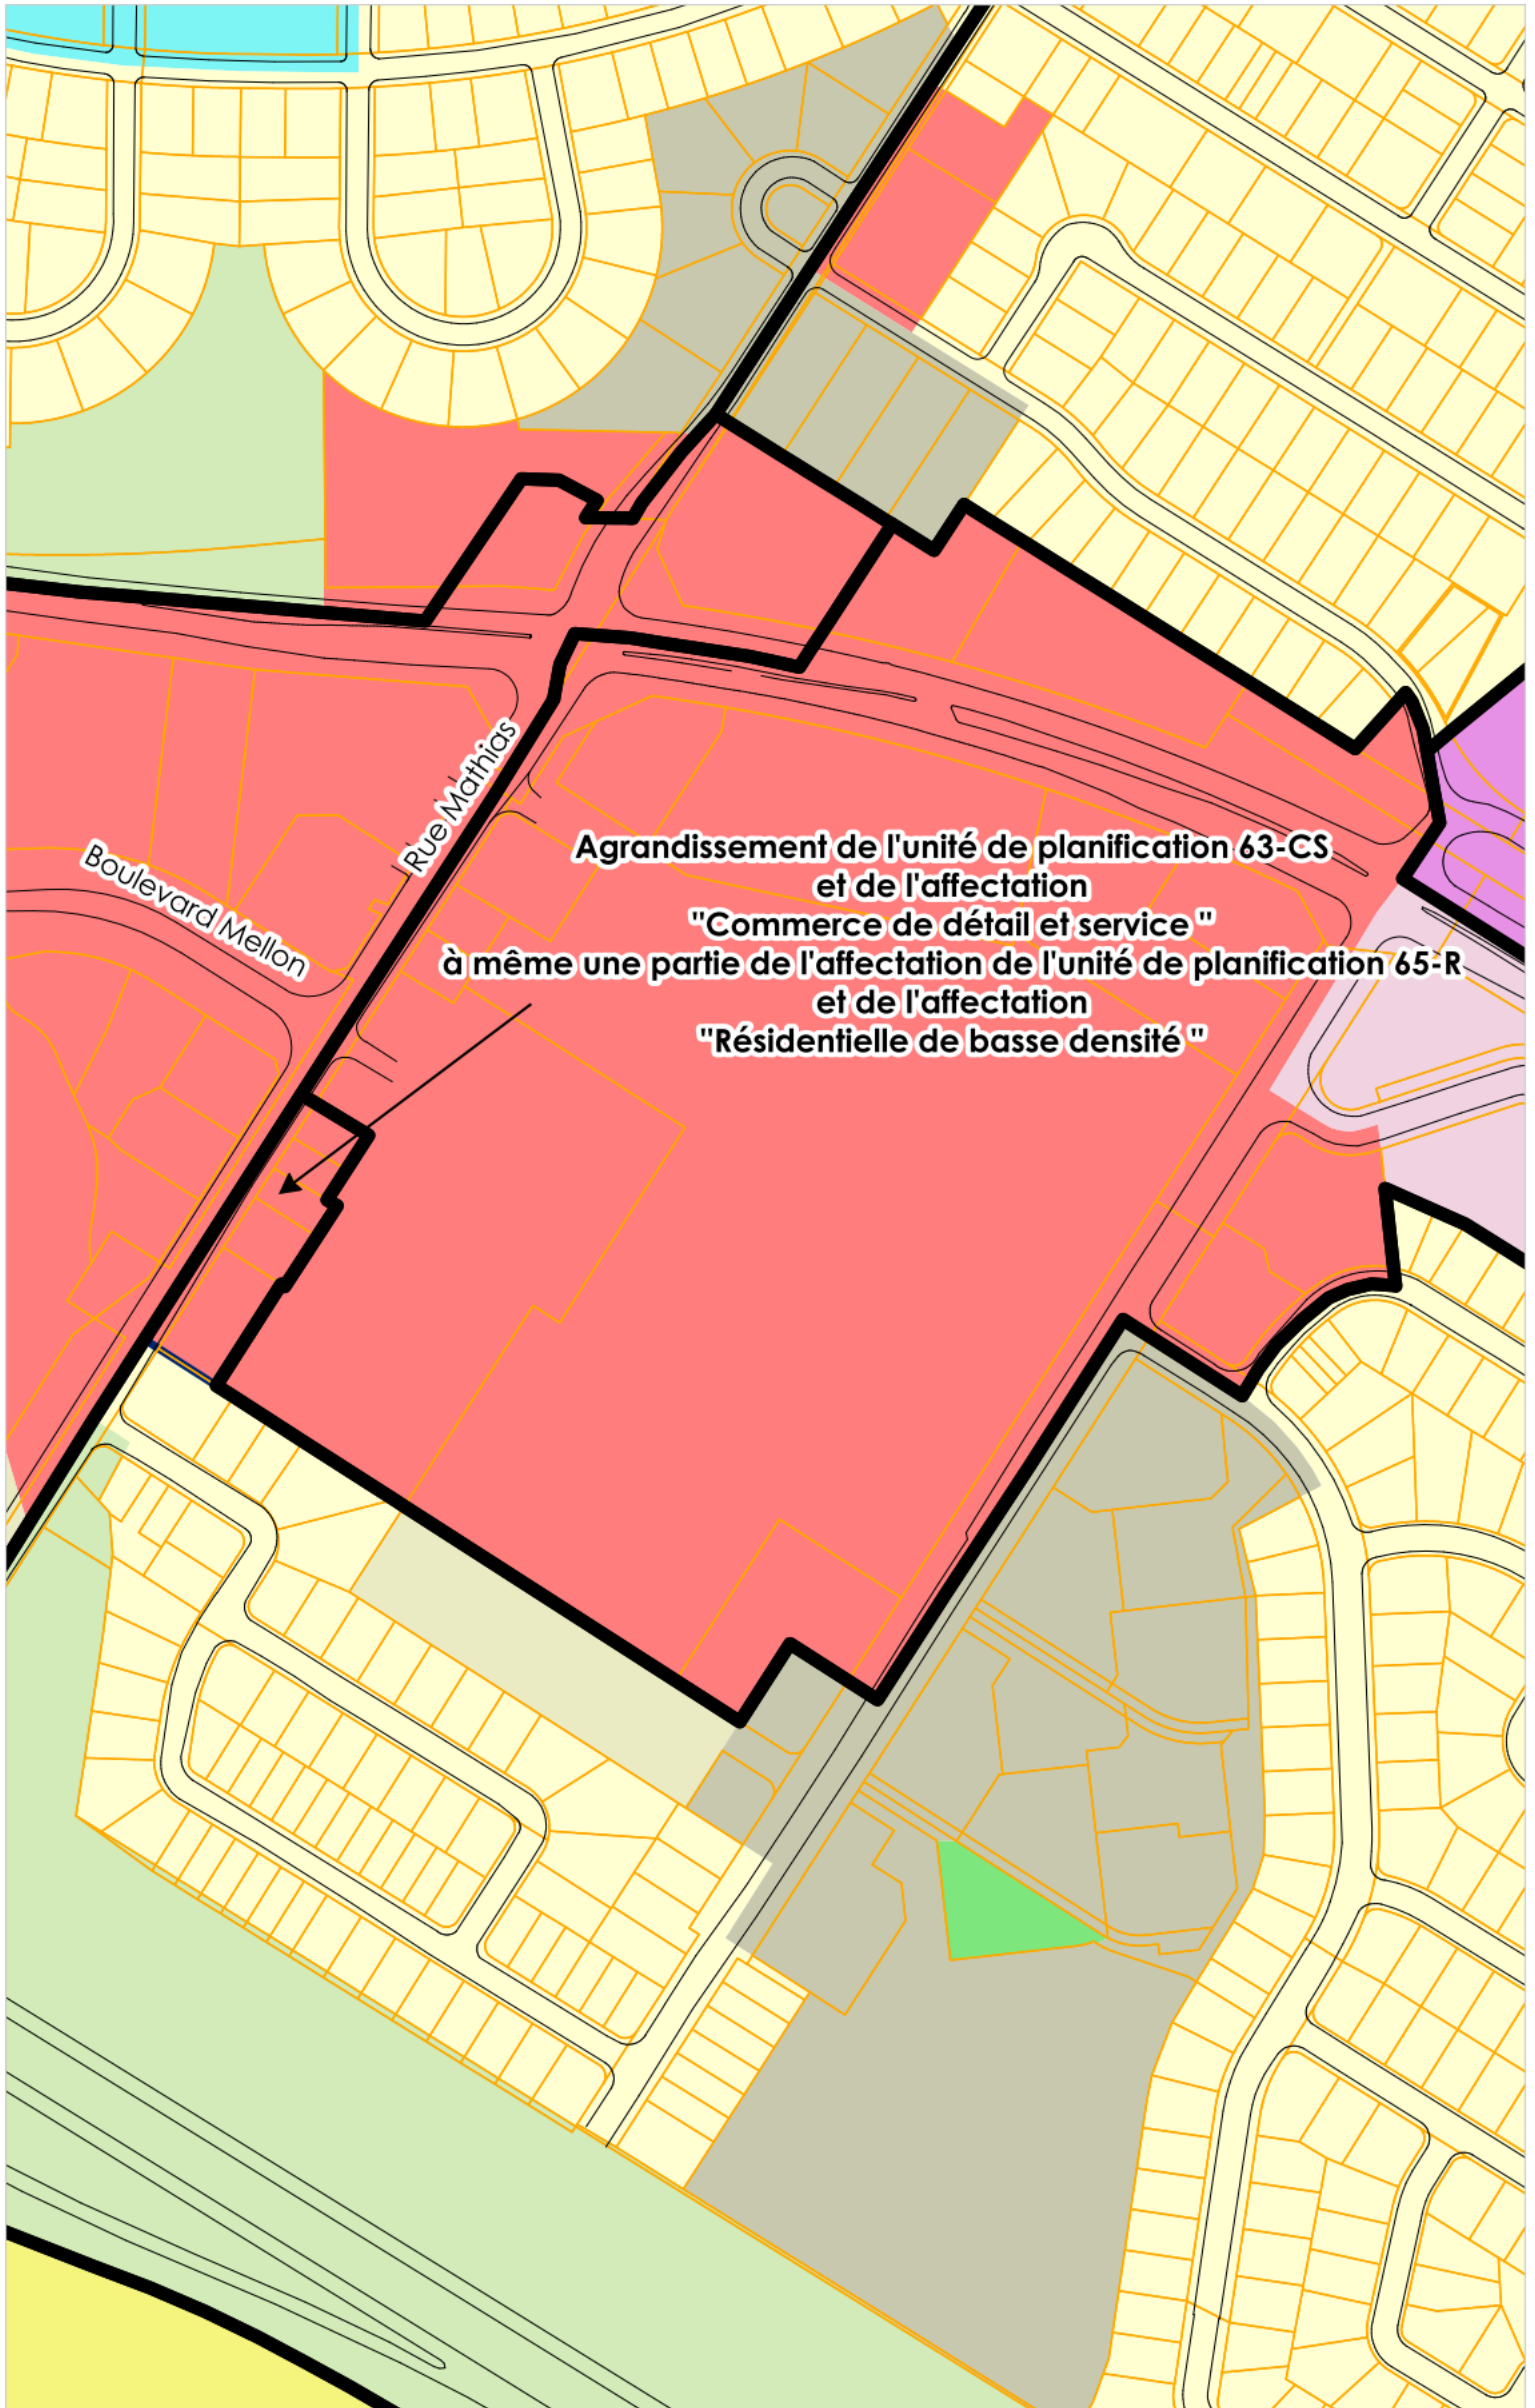 Rue Mathias
Boulevard Mellon
Agrandissement de l'unité de planification 63-CS
et de l'affectation
"Commerce de détail et service "
à même une partie de l'affectation de l'unité de planification 65-R
et de l'affectation
"Résidentielle de basse densité "